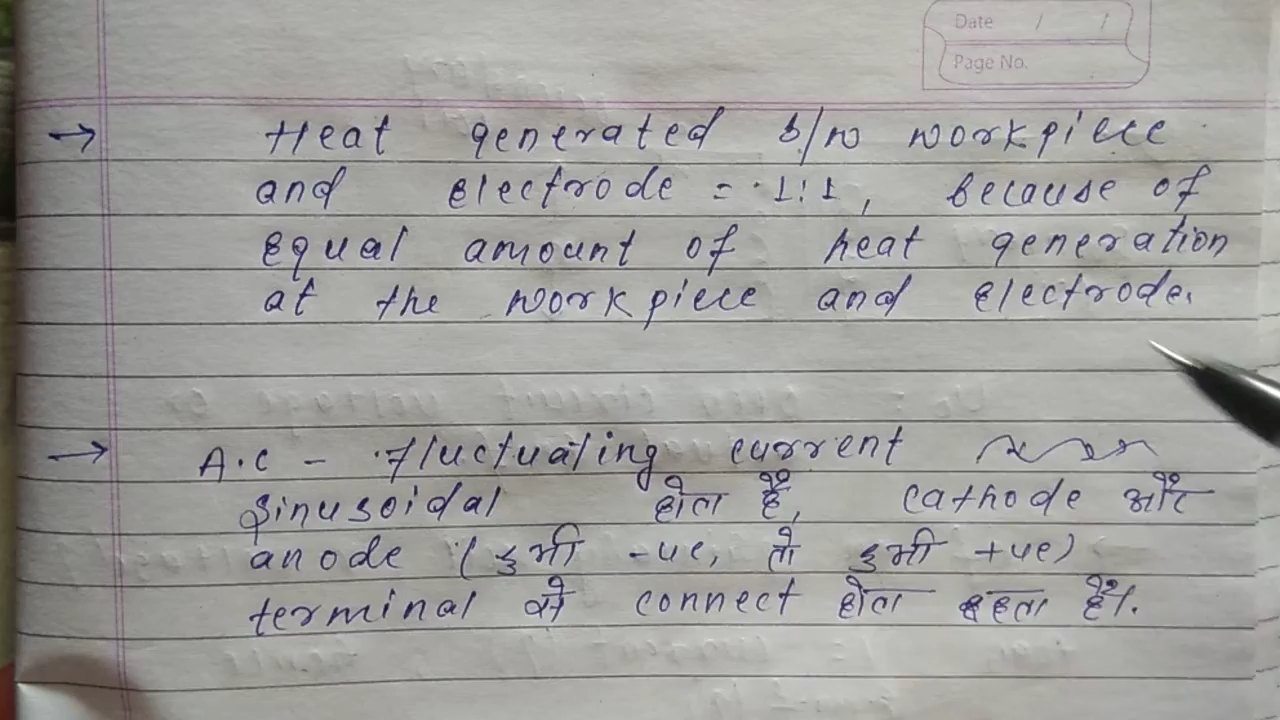 Date / /
Page No.
→ Heat generated b/w workpiece
and electrode = 1:1, because of
equal amount of heat generation
at the workpiece and electrode.
→ A.C - fluctuating current
sinusoidal होता है, cathode और
anode (कभी -ve, तो कभी +ve)
terminal से connect होता रहता है।